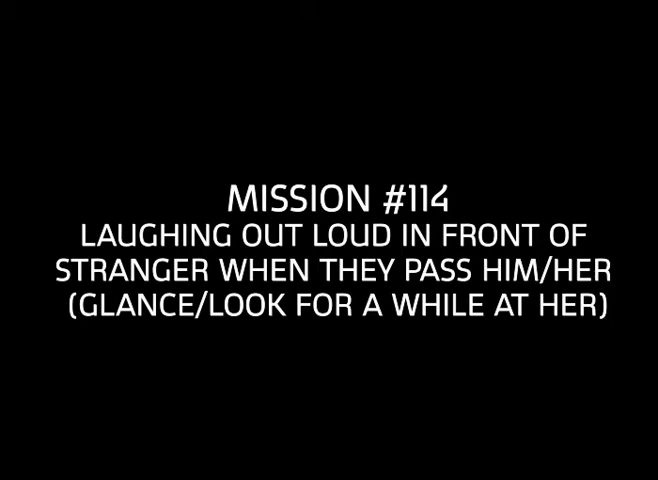 MISSION #114
LAUGHING OUT LOUD IN FRONT OF
STRANGER WHEN THEY PASS HIM/HER
(GLANCE/LOOK FOR A WHILE AT HER)